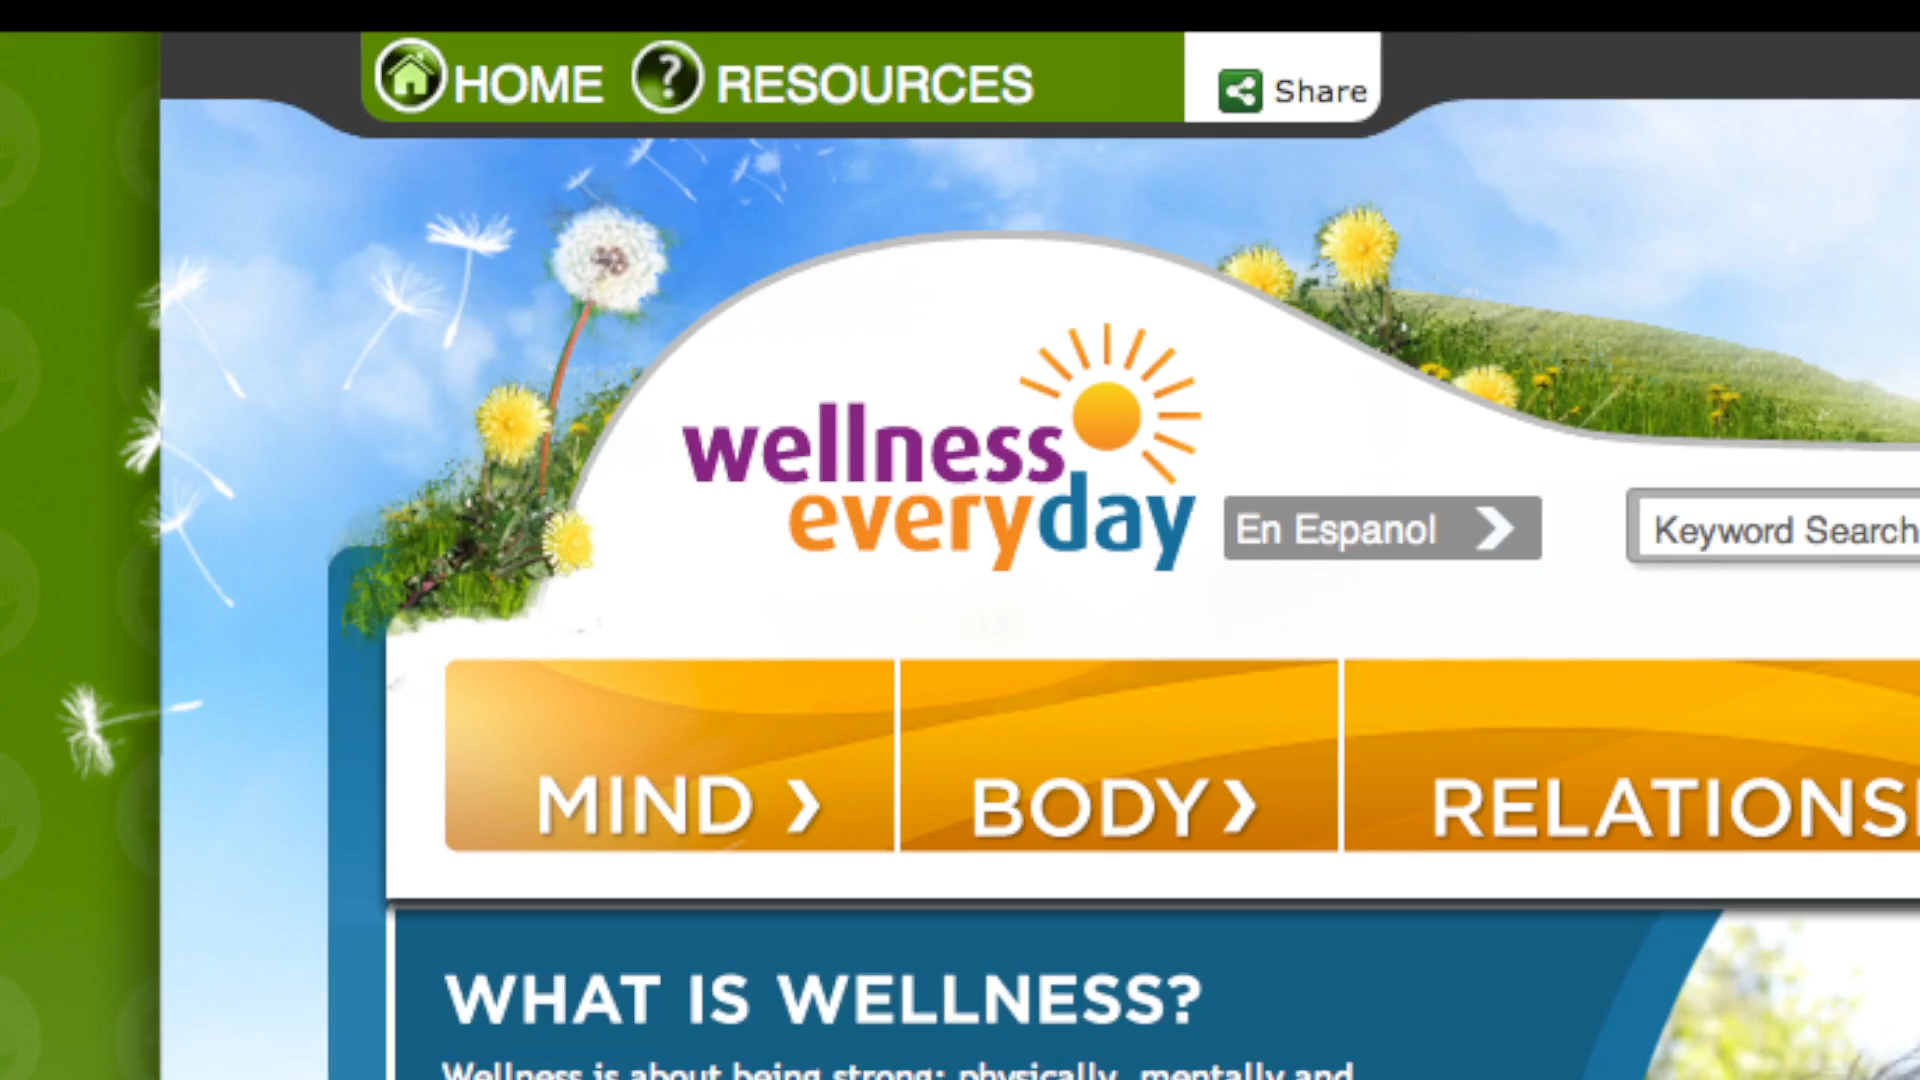 HOME ? RESOURCES Share
wellness
everyday
En Espanol
Keyword Search
MIND BODY
WHAT IS WELLNESS?
Wellness is about being strong: physically, mentally and